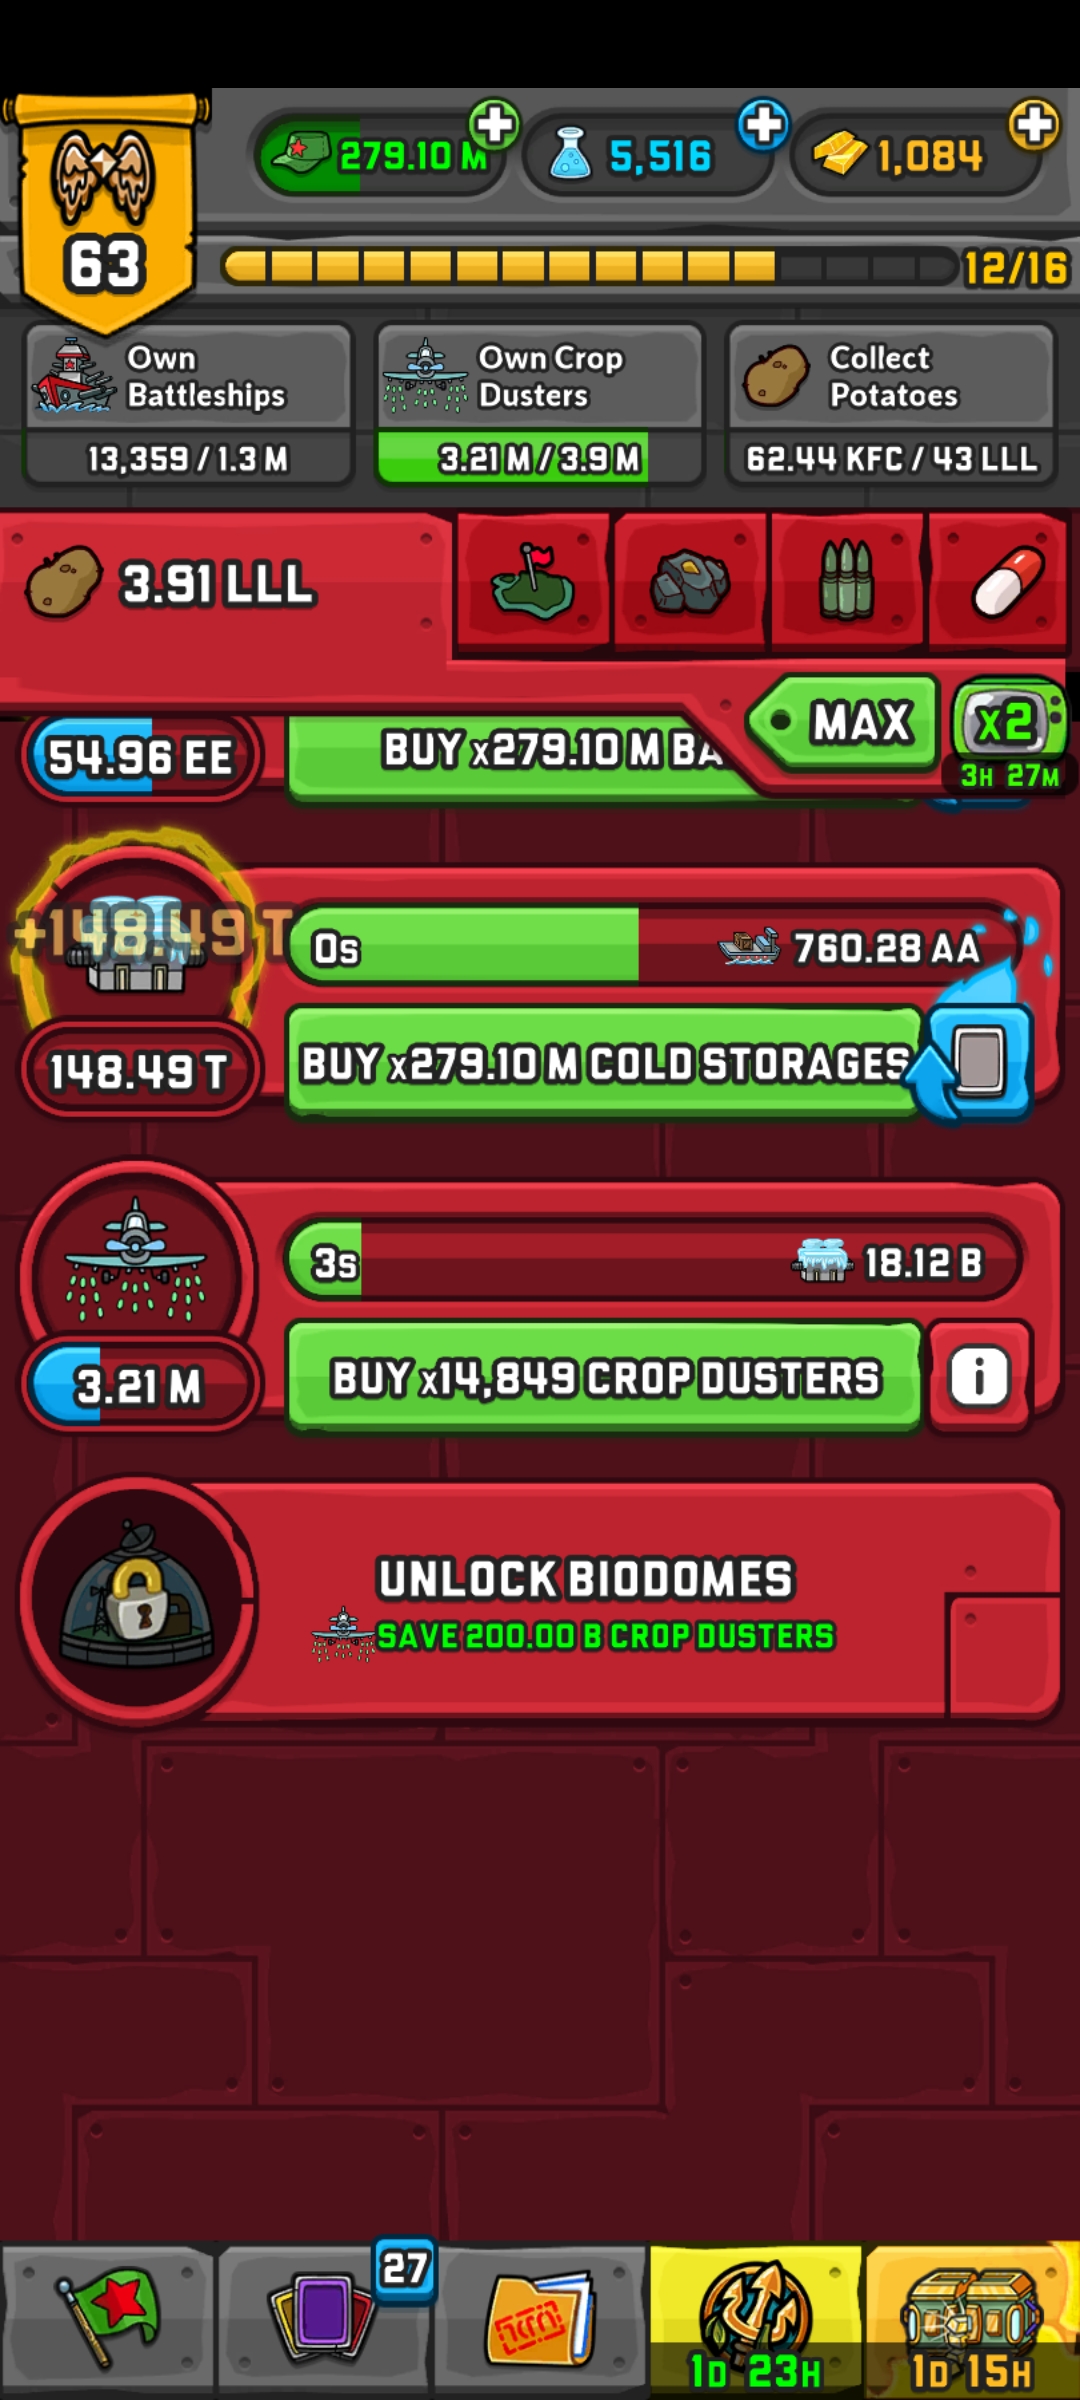 279.10 M
5,516
1,084
63
12/16
Own
Battleships
13,359 / 1.3 M
Own Crop
Dusters
3.21 M / 3.9 M
Collect
Potatoes
62.44 KFC / 43 LLL
3.91 LLL
MAX
x2
3H 27M
54.96 EE
BUY x279.10 M BA
+148.49 T
0s
760.28 AA
148.49 T
BUY x279.10 M COLD STORAGES
3s
18.12 B
3.21 M
BUY x14,849 CROP DUSTERS
i
UNLOCK BIODOMES
SAVE 200.00 B CROP DUSTERS
27
1D 23H
1D 15H